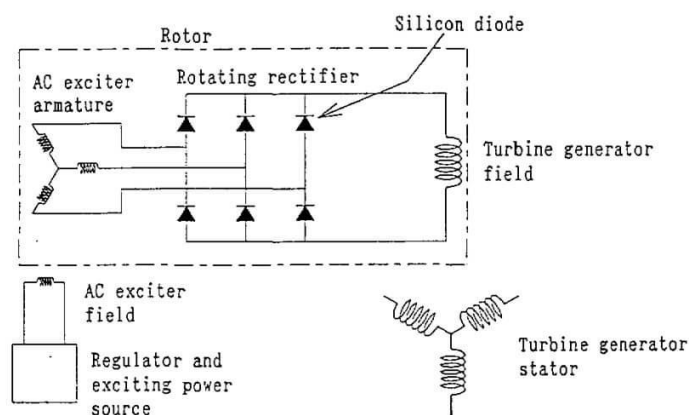 Silicon diode
Rotor
AC exciter
armature
Rotating rectifier
Turbine generator
field
AC exciter
field
Regulator and
exciting power
source
Turbine generator
stator